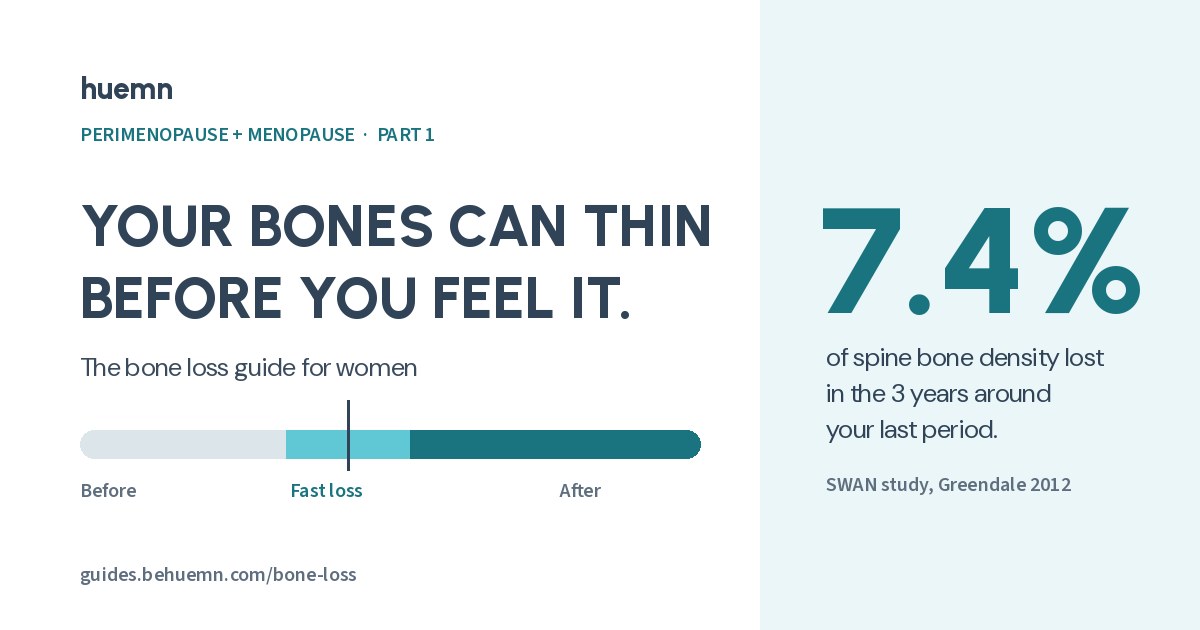 huemn
PERIMENOPAUSE + MENOPAUSE · PART 1
YOUR BONES CAN THIN
BEFORE YOU FEEL IT.
The bone loss guide for women
Before
Fast loss
After
guides.behuemn.com/bone-loss
7.4%
of spine bone density lost
in the 3 years around
your last period.
SWAN study, Greendale 2012